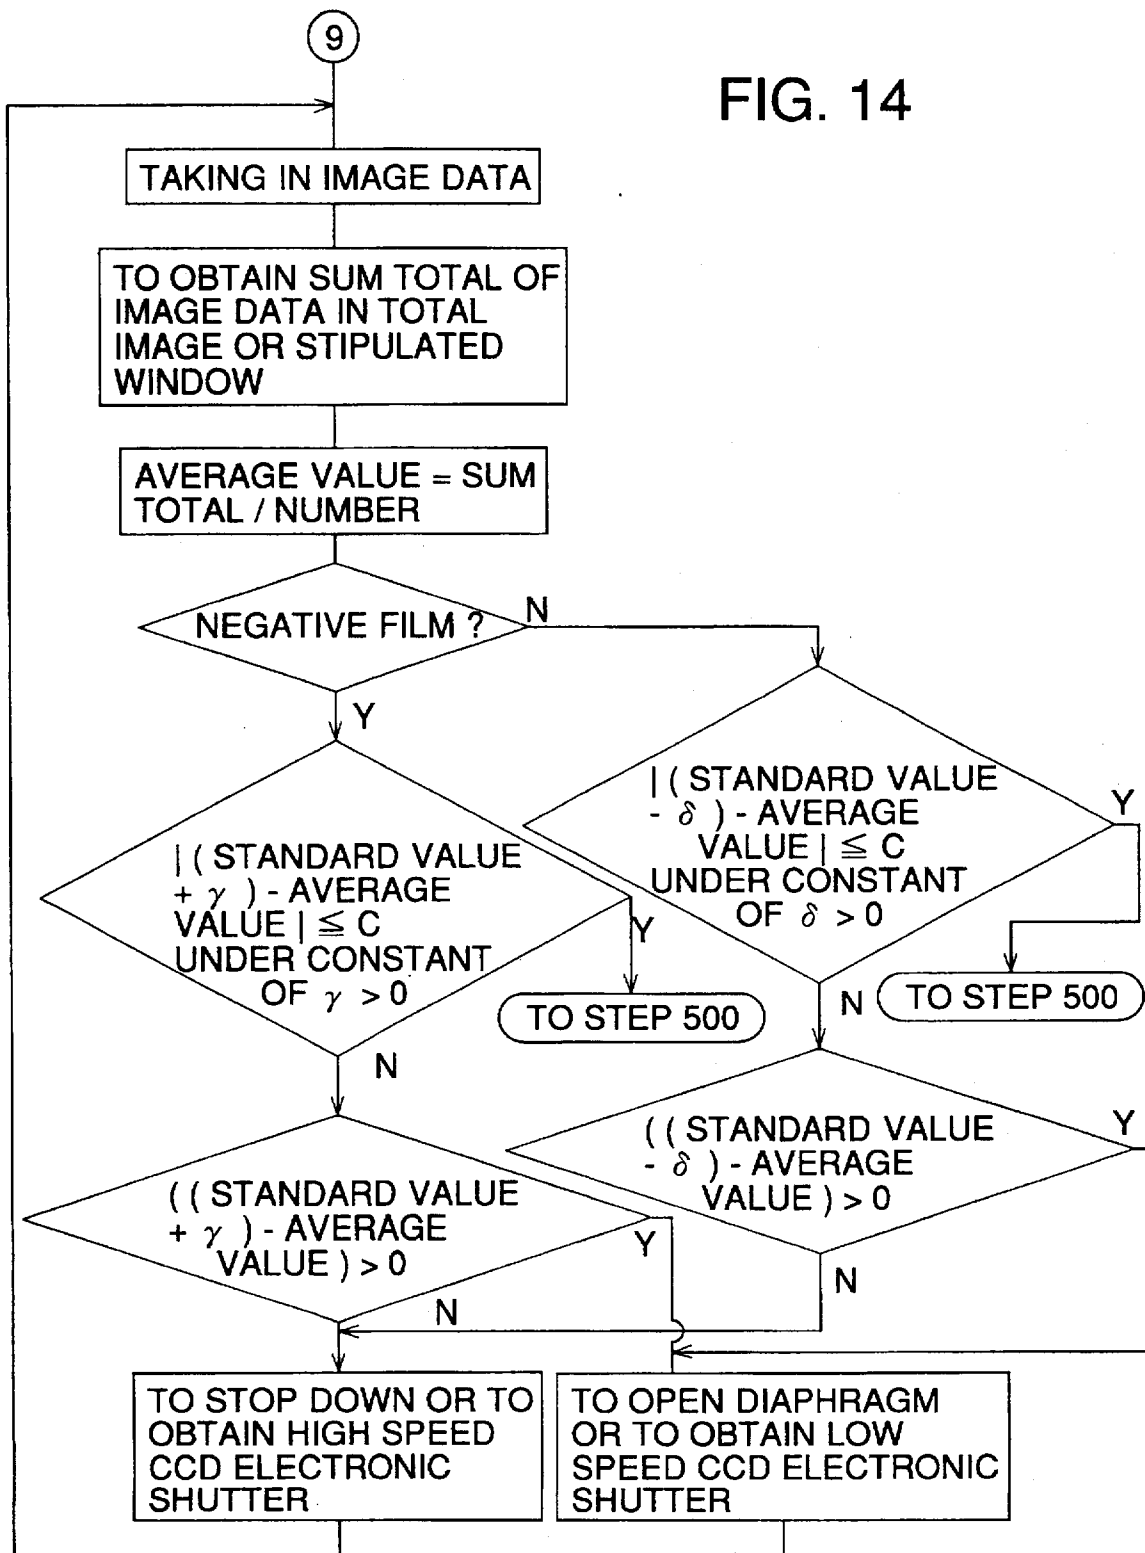 9
FIG. 14
TAKING IN IMAGE DATA
TO OBTAIN SUM TOTAL OF
IMAGE DATA IN TOTAL
IMAGE OR STIPULATED
WINDOW
AVERAGE VALUE = SUM
TOTAL / NUMBER
NEGATIVE FILM ?
N
Y
| ( STANDARD VALUE
- δ ) - AVERAGE
VALUE | ≦ C
UNDER CONSTANT
OF δ > 0
Y
| ( STANDARD VALUE
+ γ ) - AVERAGE
VALUE | ≦ C
UNDER CONSTANT
OF γ > 0
Y
TO STEP 500
N
TO STEP 500
N
( ( STANDARD VALUE
- δ ) - AVERAGE
VALUE ) > 0
Y
( ( STANDARD VALUE
+ γ ) - AVERAGE
VALUE ) > 0
Y
N
N
TO STOP DOWN OR TO
OBTAIN HIGH SPEED
CCD ELECTRONIC
SHUTTER
TO OPEN DIAPHRAGM
OR TO OBTAIN LOW
SPEED CCD ELECTRONIC
SHUTTER